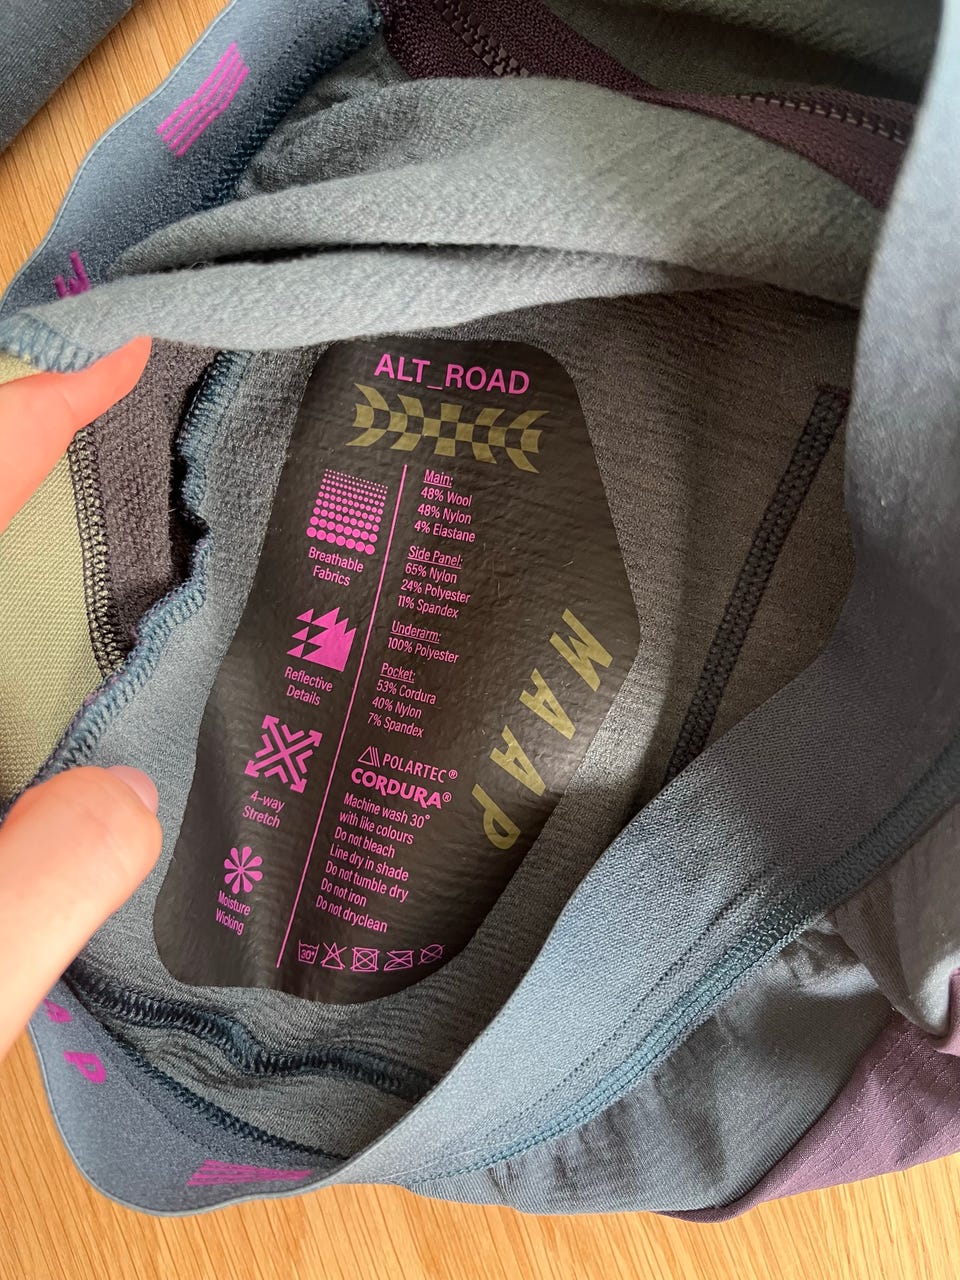 ALT_ROAD
Breathable
Fabrics
Reflective
Details
4-way
Stretch
Moisture
Wicking
Main:
48% Wool
48% Nylon
4% Elastane
Side Panel:
65% Nylon
24% Polyester
11% Spandex
Underarm:
100% Polyester
Pocket:
53% Cordura
40% Nylon
7% Spandex
POLARTEC®
CORDURA®
Machine wash 30°
with like colours
Do not bleach
Line dry in shade
Do not tumble dry
Do not iron
Do not dryclean
30°
MAAP
AP